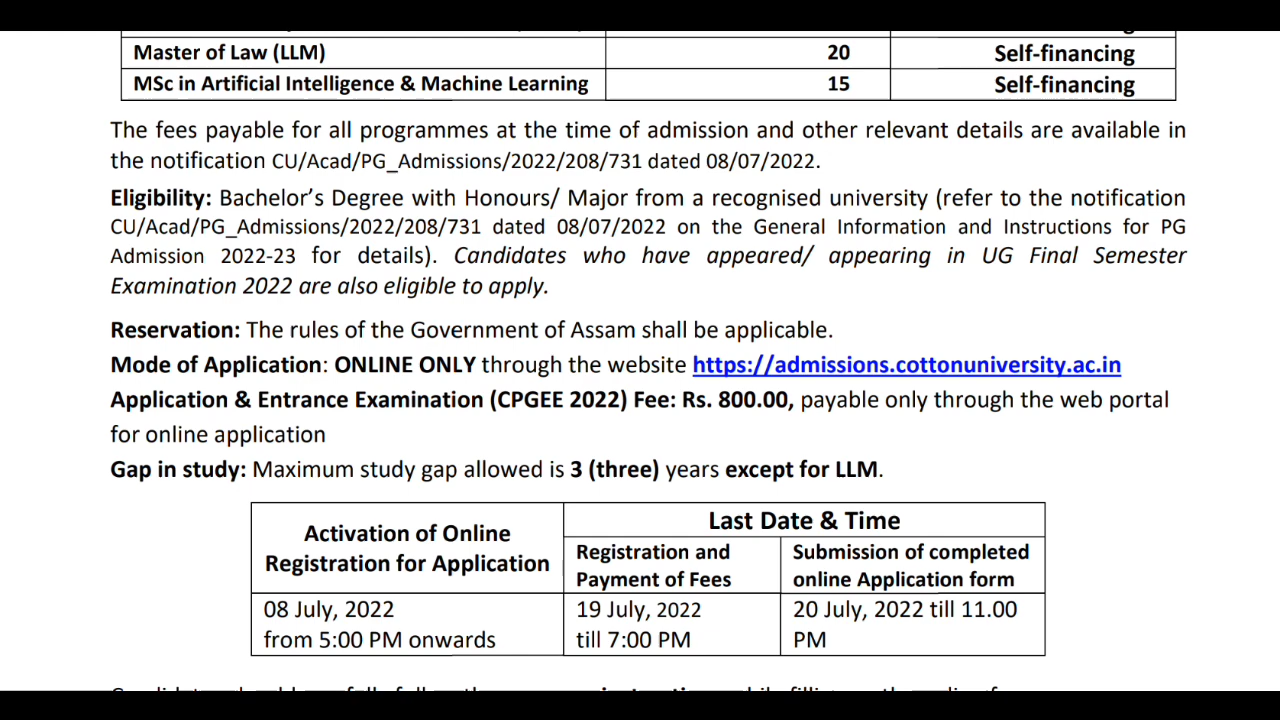 Master of Law (LLM) 20 Self-financing
MSc in Artificial Intelligence & Machine Learning 15 Self-financing
The fees payable for all programmes at the time of admission and other relevant details are available in
the notification CU/Acad/PG_Admissions/2022/208/731 dated 08/07/2022.
Eligibility: Bachelor’s Degree with Honours/ Major from a recognised university (refer to the notification
CU/Acad/PG_Admissions/2022/208/731 dated 08/07/2022 on the General Information and Instructions for PG
Admission 2022-23 for details). Candidates who have appeared/ appearing in UG Final Semester
Examination 2022 are also eligible to apply.
Reservation: The rules of the Government of Assam shall be applicable.
Mode of Application: ONLINE ONLY through the website https://admissions.cottonuniversity.ac.in
Application & Entrance Examination (CPGEE 2022) Fee: Rs. 800.00, payable only through the web portal
for online application
Gap in study: Maximum study gap allowed is 3 (three) years except for LLM.
Activation of Online
Registration for Application
Last Date & Time
Registration and
Payment of Fees
Submission of completed
online Application form
08 July, 2022
from 5:00 PM onwards
19 July, 2022
till 7:00 PM
20 July, 2022 till 11.00
PM